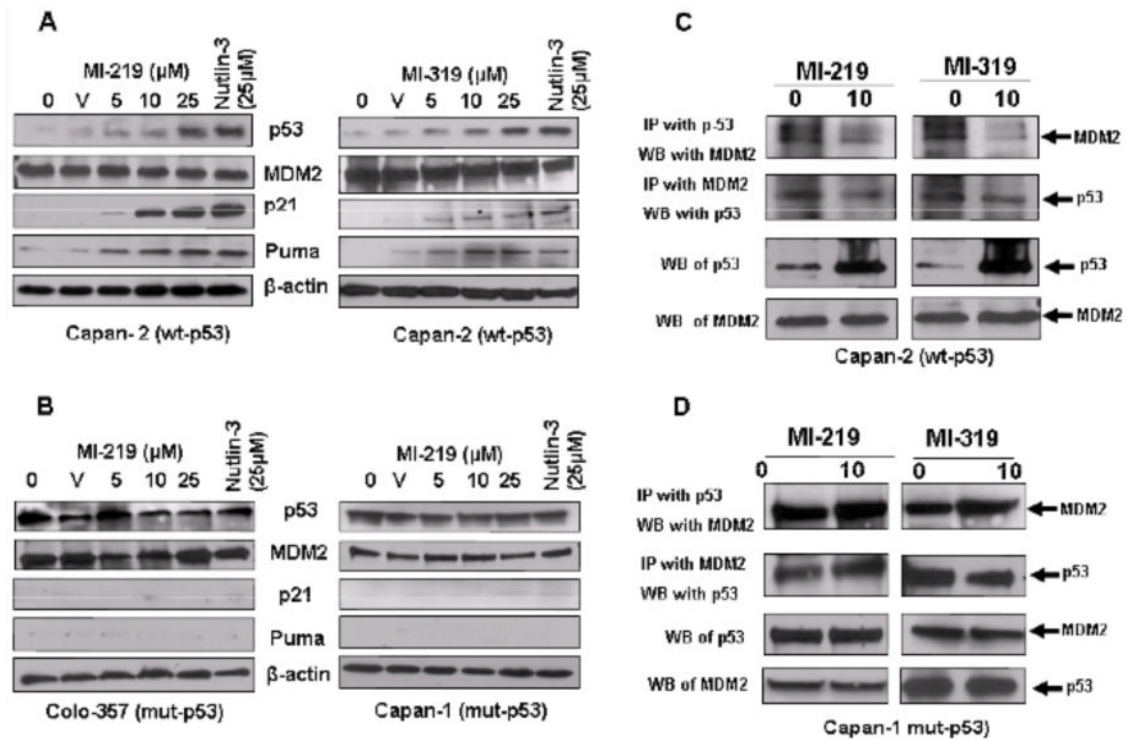 A
MI-219 (µM)
0 V 5 10 25 Nutlin-3 (25µM)
MI-319 (µM)
0 V 5 10 25 Nutlin-3 (25µM)
p53
MDM2
p21
Puma
β-actin
Capan- 2 (wt-p53)
Capan-2 (wt-p53)
B
MI-219 (µM)
0 V 5 10 25 Nutlin-3 (25µM)
MI-219 (µM)
0 V 5 10 25 Nutlin-3 (25µM)
p53
MDM2
p21
Puma
β-actin
Colo-357 (mut-p53)
Capan-1 (mut-p53)
C
MI-219 MI-319
0 10 0 10
IP with p-53
WB with MDM2
MDM2
IP with MDM2
WB with p53
p53
WB of p53
p53
WB of MDM2
MDM2
Capan-2 (wt-p53)
D
MI-219 MI-319
0 10 0 10
IP with p53
WB with MDM2
MDM2
IP with MDM2
WB with p53
p53
WB of p53
MDM2
WB of MDM2
p53
Capan-1 mut-p53)